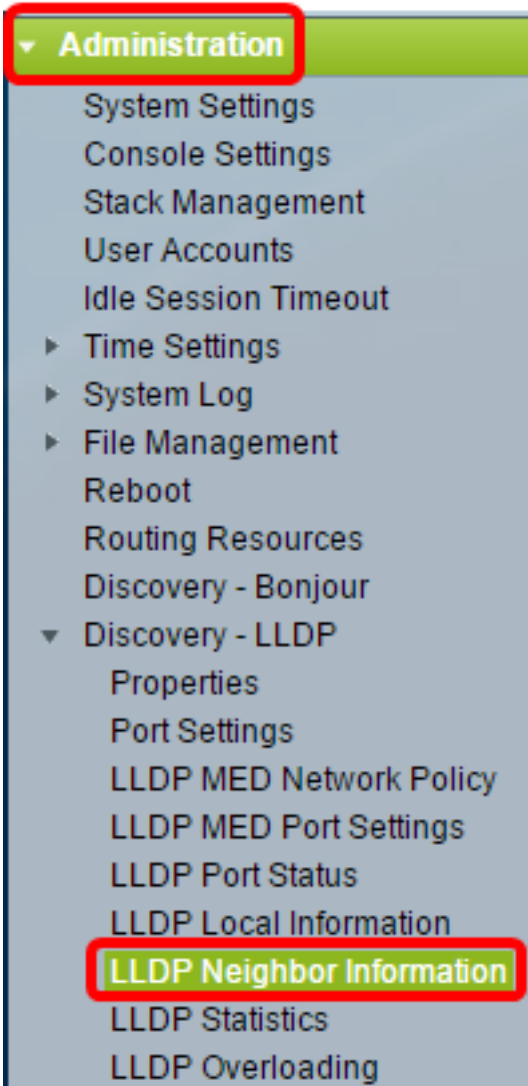 Administration
System Settings
Console Settings
Stack Management
User Accounts
Idle Session Timeout
Time Settings
System Log
File Management
Reboot
Routing Resources
Discovery - Bonjour
Discovery - LLDP
Properties
Port Settings
LLDP MED Network Policy
LLDP MED Port Settings
LLDP Port Status
LLDP Local Information
LLDP Neighbor Information
LLDP Statistics
LLDP Overloading